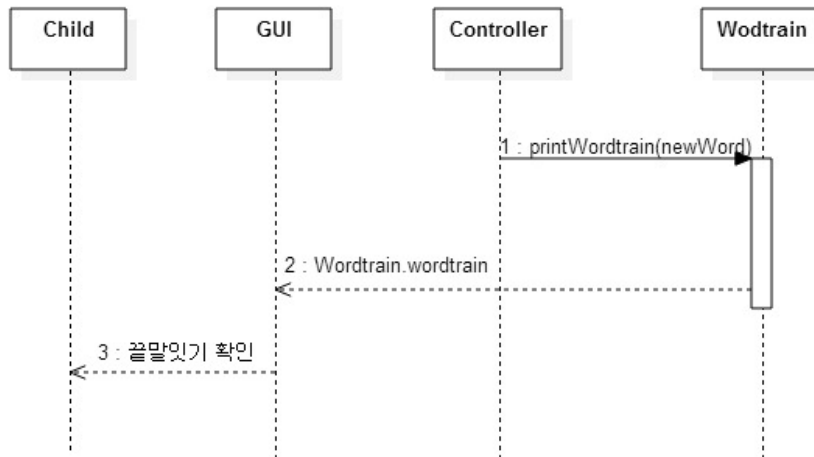 Child
GUI
Controller
Wodtrain
1 : printWordtrain(newWord)
2 : Wordtrain.wordtrain
3 : 끝말잇기 확인